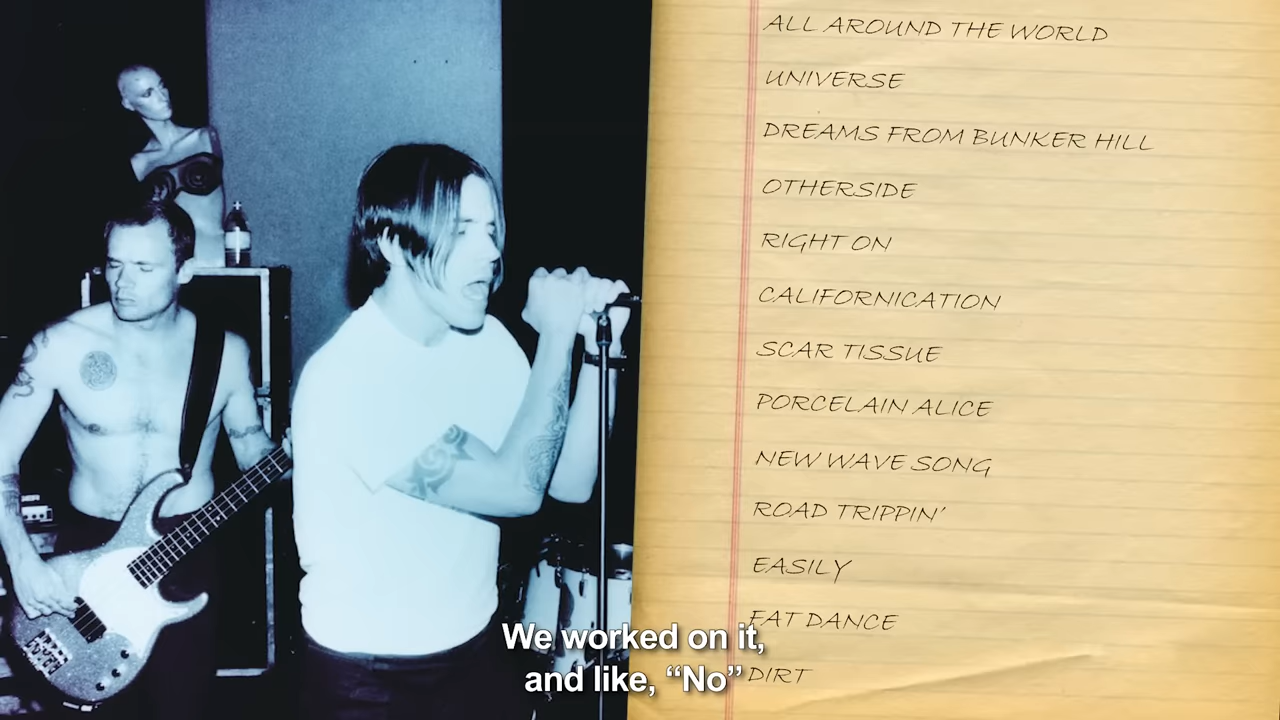 ALL AROUND THE WORLD
UNIVERSE
DREAMS FROM BUNKER HILL
OTHERSIDE
RIGHT ON
CALIFORNICATION
SCAR TISSUE
PORCELAIN ALICE
NEW WAVE SONG
ROAD TRIPPIN'
EASILY
FAT DANCE
DIRT
We worked on it,
and like, “No”